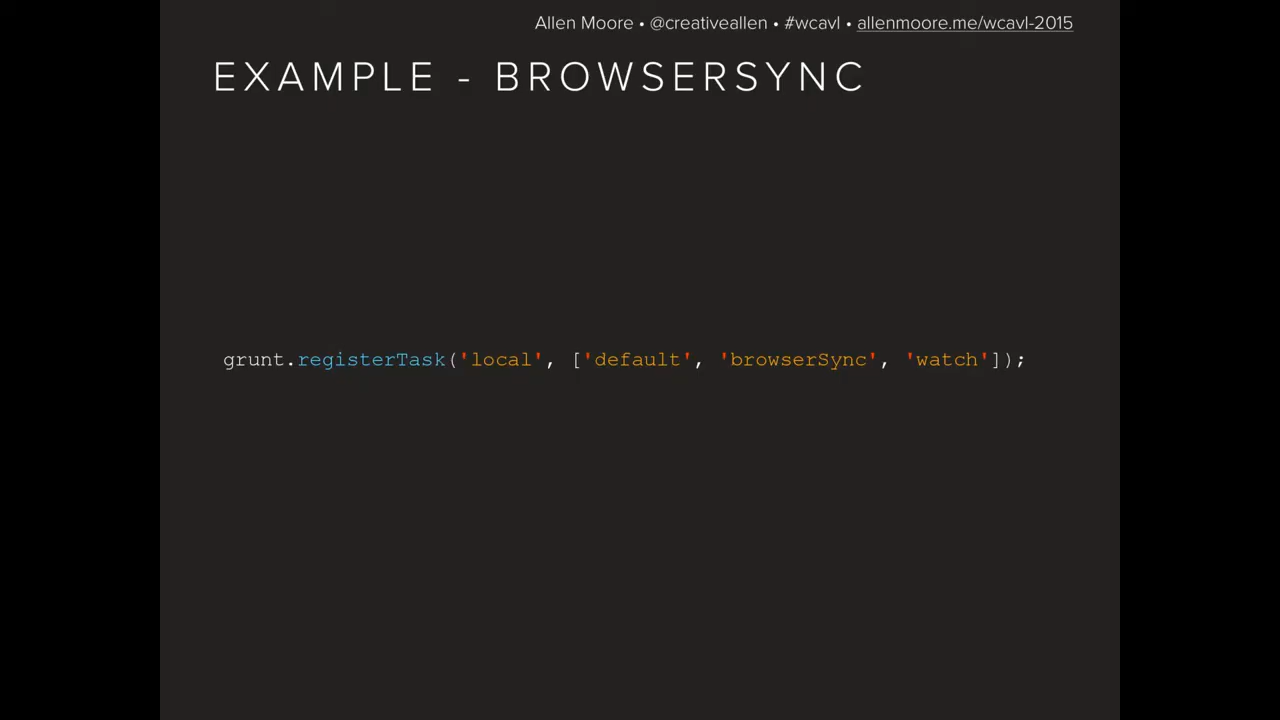 Allen Moore • @creativeallen • #wcavl • allenmoore.me/wcavl-2015
EXAMPLE - BROWSERSYNC
grunt.registerTask('local', ['default', 'browserSync', 'watch']);